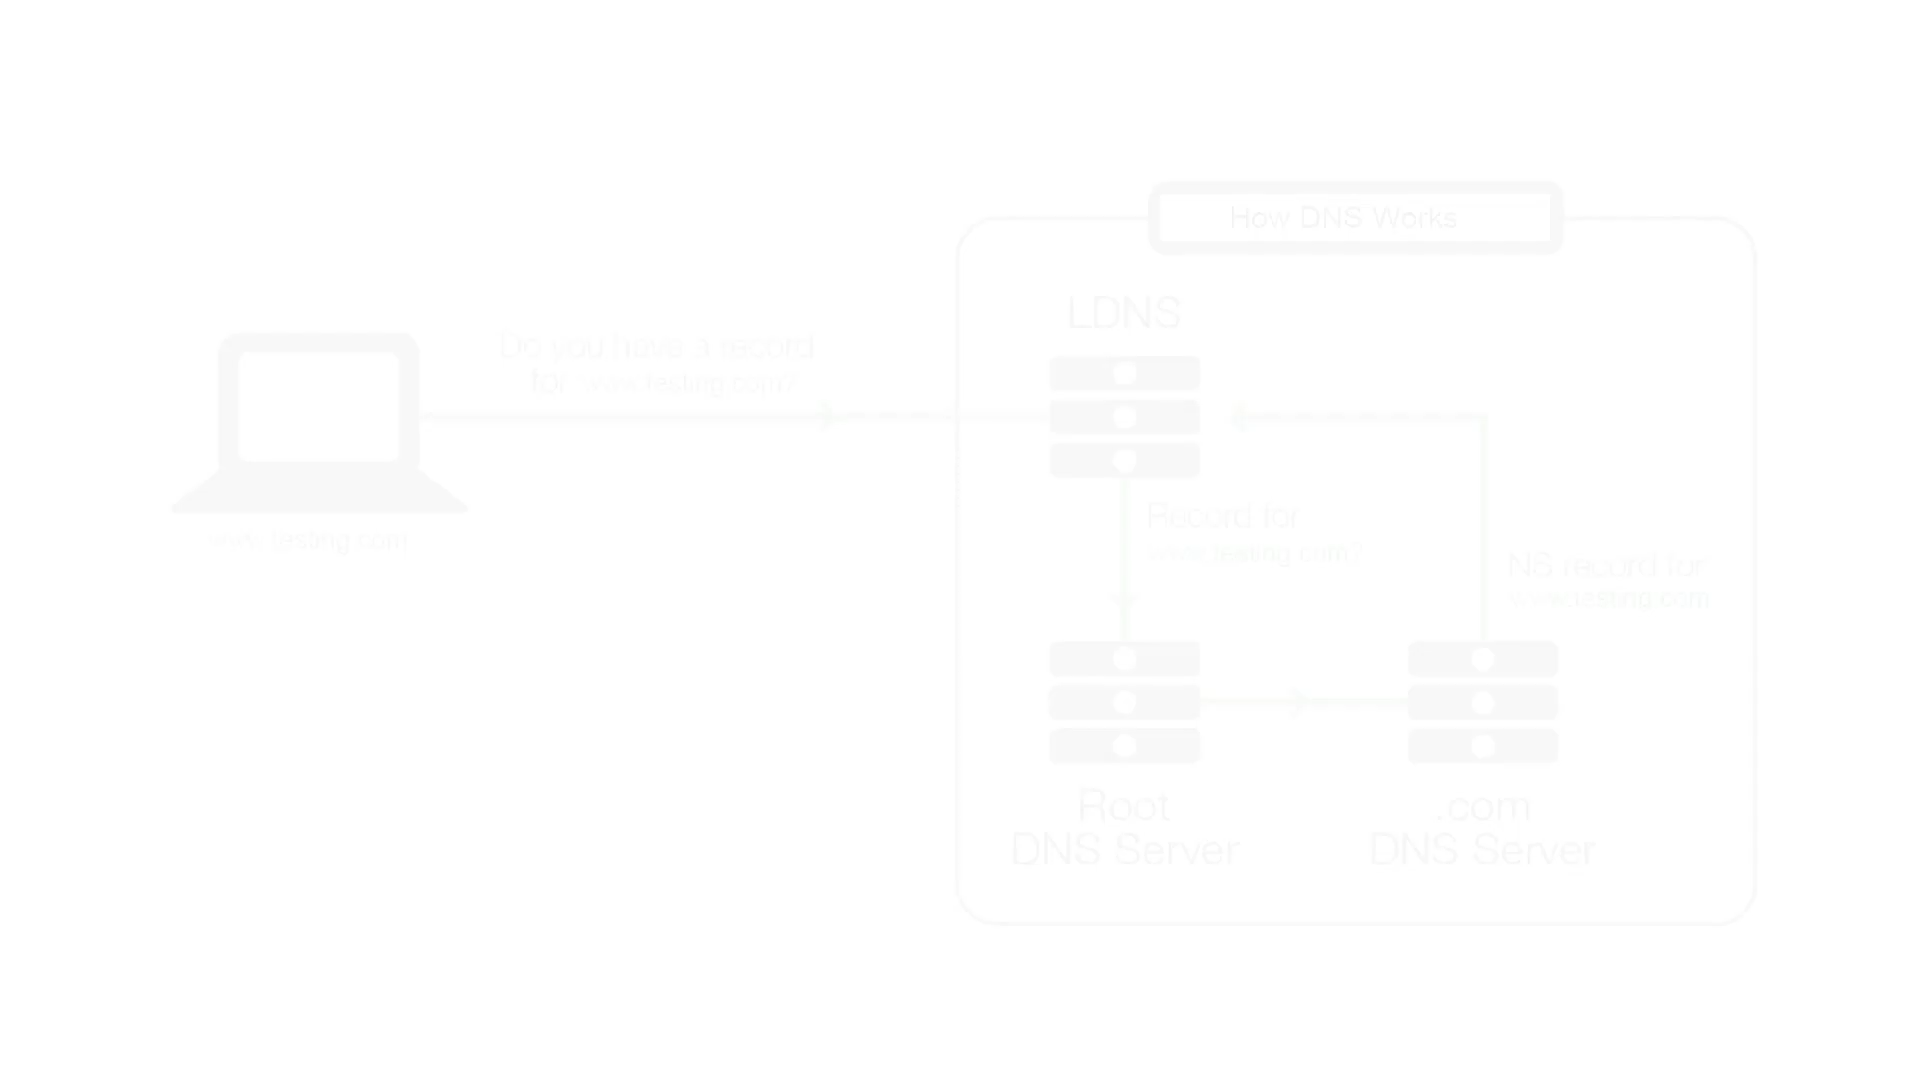 How DNS Works
LDNS
Do you have a record
for www.testing.com?
www.testing.com
Record for
www.testing.com?
NS record for
www.testing.com
Root
DNS Server
.com
DNS Server